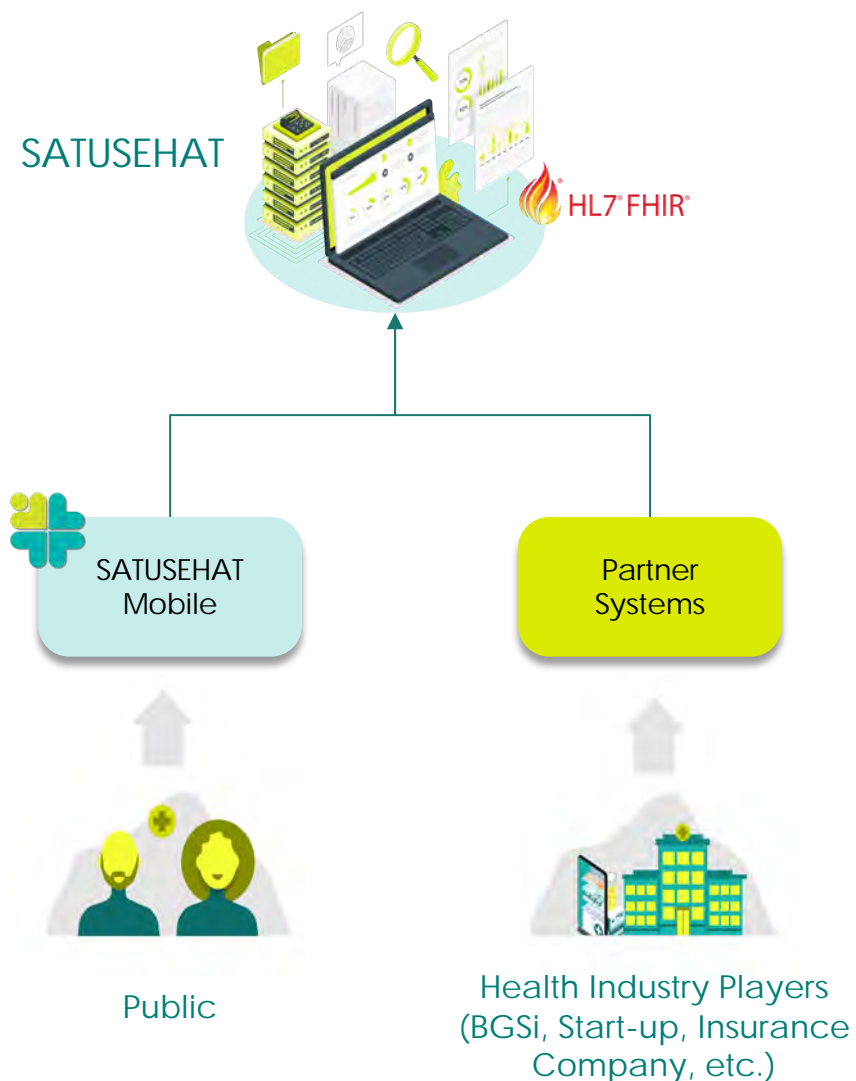 SATUSEHAT
HL7® FHIR®
SATUSEHAT
Mobile
Partner
Systems
Public
Health Industry Players
(BGSi, Start-up, Insurance
Company, etc.)